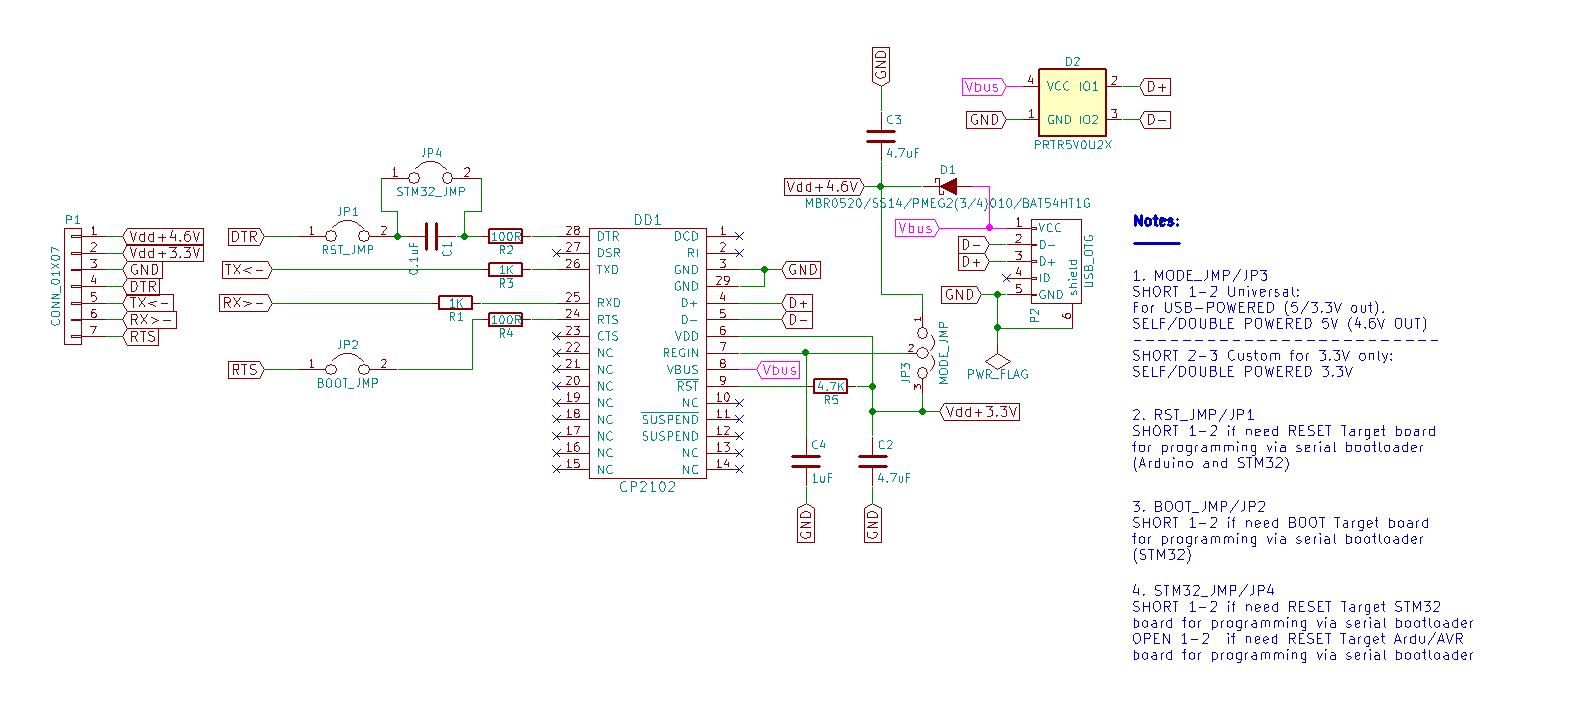 P1
CONN_01X07
1
2
3
4
5
6
7
Vdd+4.6V
Vdd+3.3V
GND
DTR
TX<-
RX>-
RTS
DTR
TX<-
RX>-
RTS
1
JP1
2
RST_JMP
JP4
1
2
STM32_JMP
0.1uF
C1
100R
R2
1K
R3
1K
R1
100R
R4
1
JP2
2
BOOT_JMP
DD1
28 DTR
27 DSR
26 TXD
25 RXD
24 RTS
23 CTS
22 NC
21 NC
20 NC
19 NC
18 NC
17 NC
16 NC
15 NC
DCD 1
RI 2
GND 3
GND 29
D+ 4
D- 5
VDD 6
REGIN 7
VBUS 8
RST 9
NC 10
SUSPEND 11
SUSPEND 12
NC 13
NC 14
CP2102
GND
D+
D-
Vbus
4.7K
R5
C4
1uF
GND
C2
4.7uF
GND
Vdd+3.3V
1
2
3
JP3
MODE_JMP
GND
C3
4.7uF
Vdd+4.6V
D1
MBR0520/SS14/PMEG2(3/4)010/BAT54HT1G
Vbus
D-
D+
GND
1 VCC
2 D-
3 D+
4 ID
5 GND
shield
USB_OTG
P2
6
PWR_FLAG
D2
Vbus
GND
4 VCC IO1 2
1 GND IO2 3
D+
D-
PRTR5V0U2X
Notes:
1. MODE_JMP/JP3
SHORT 1-2 Universal:
For USB-POWERED (5/3.3V out).
SELF/DOUBLE POWERED 5V (4.6V OUT)
--------------------------
SHORT 2-3 Custom for 3.3V only:
SELF/DOUBLE POWERED 3.3V
2. RST_JMP/JP1
SHORT 1-2 if need RESET Target board
for programming via serial bootloader
(Arduino and STM32)
3. BOOT_JMP/JP2
SHORT 1-2 if need BOOT Target board
for programming via serial bootloader
(STM32)
4. STM32_JMP/JP4
SHORT 1-2 if need RESET Target STM32
board for programming via serial bootloader
OPEN 1-2  if need RESET Target Ardu/AVR
board for programming via serial bootloader